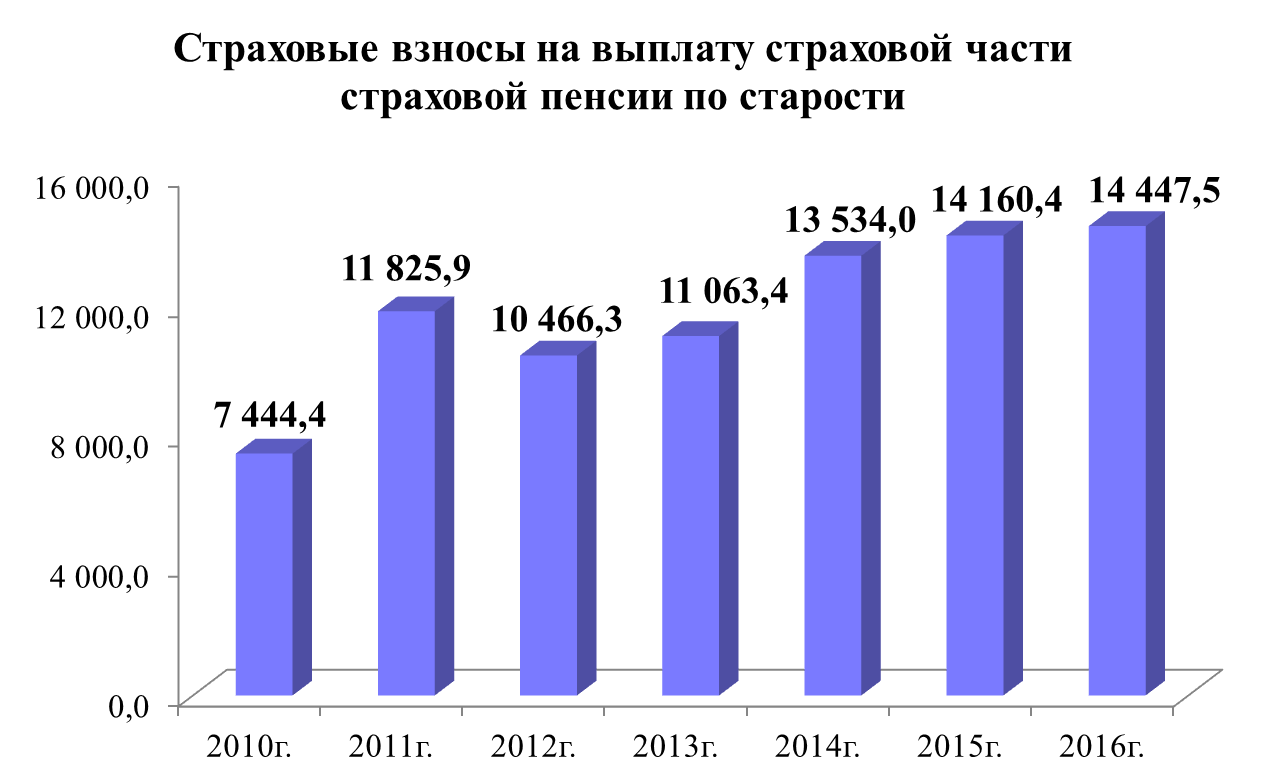 Страховые взносы на выплату страховой части
страховой пенсии по старости
16 000,0
12 000,0
8 000,0
4 000,0
0,0
7 444,4
11 825,9
10 466,3
11 063,4
13 534,0
14 160,4
14 447,5
2010г.
2011г.
2012г.
2013г.
2014г.
2015г.
2016г.